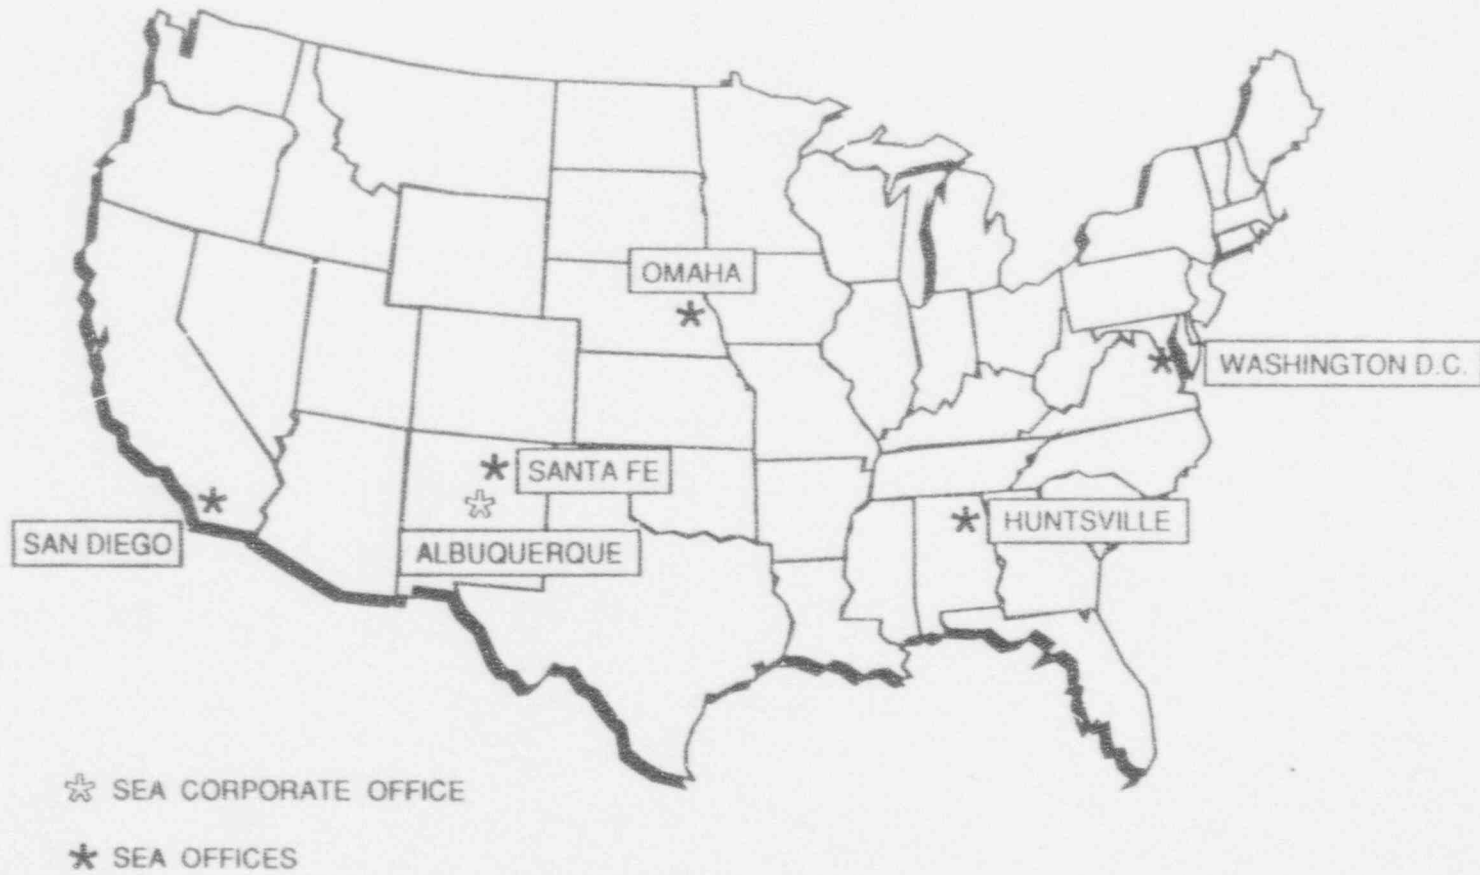 OMAHA
WASHINGTON D.C.
SANTA FE
HUNTSVILLE
SAN DIEGO
ALBUQUERQUE
SEA CORPORATE OFFICE
SEA OFFICES